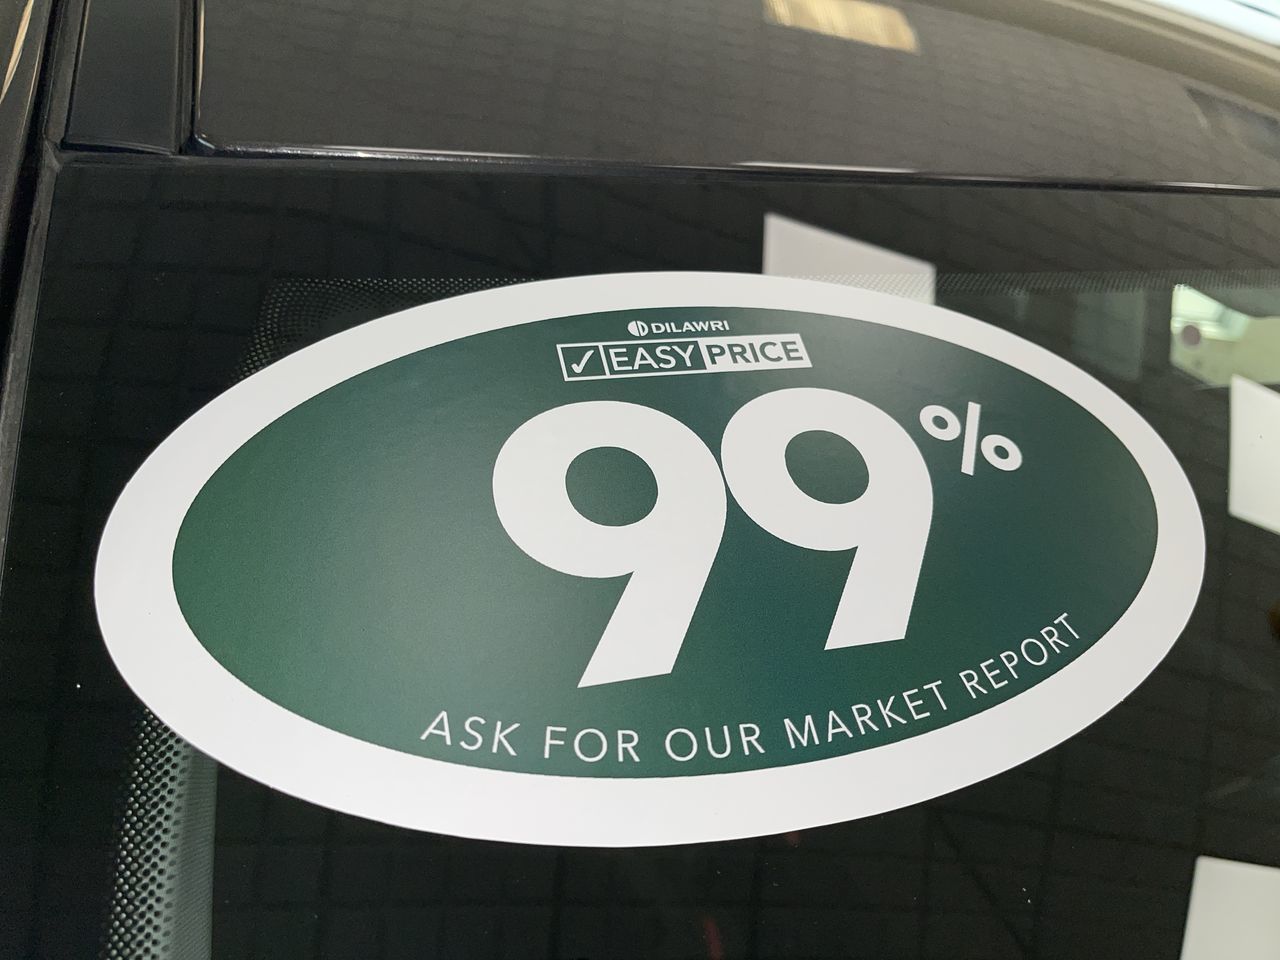 DILAWRI
✓ EASY PRICE
99%
ASK FOR OUR MARKET REPORT